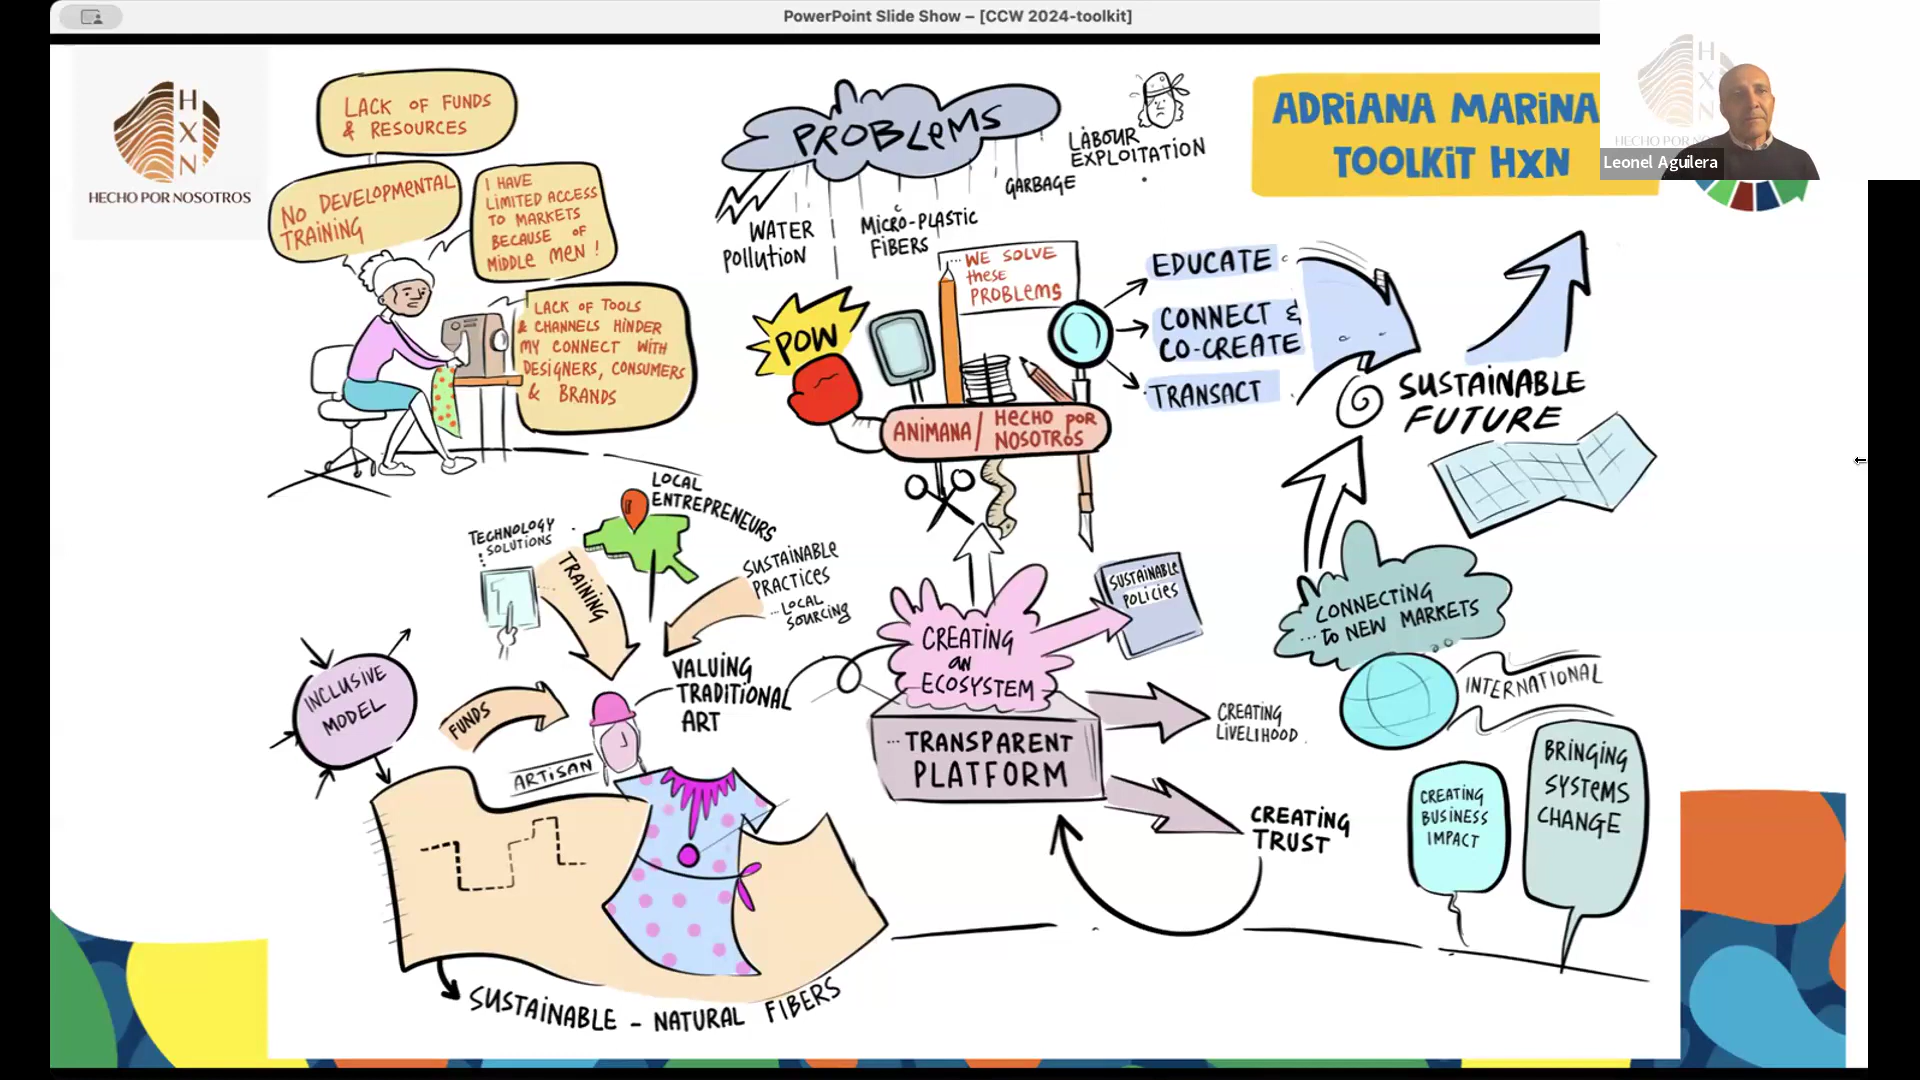 PowerPoint Slide Show – [CCW 2024-toolkit]
H
X
N
HECHO POR NOSOTROS
LACK OF FUNDS
& RESOURCES
NO DEVELOPMENTAL
TRAINING
I HAVE
LIMITED ACCESS
TO MARKETS
BECAUSE OF
MIDDLE MEN!
LACK OF TOOLS
& CHANNELS HINDER
MY CONNECT WITH
DESIGNERS, CONSUMERS
& BRANDS
PROBLEMS
LABOUR
EXPLOITATION
GARBAGE
WATER
POLLUTION
MICRO-PLASTIC
FIBERS
ADRIANA MARINA
TOOLKIT HXN
H
X
N
HECHO POR NOSOTROS
Leonel Aguilera
... WE SOLVE
these
PROBLEMS
POW
ANIMANA / HECHO POR
NOSOTROS
EDUCATE
CONNECT &
CO-CREATE
TRANSACT
SUSTAINABLE
FUTURE
LOCAL
ENTREPRENEURS
TECHNOLOGY
SOLUTIONS
TRAINING
SUSTAINABLE
PRACTICES
... LOCAL
SOURCING
INCLUSIVE
MODEL
FUNDS
ARTISAN
VALUING
TRADITIONAL
ART
SUSTAINABLE - NATURAL FIBERS
CREATING
an
ECOSYSTEM
SUSTAINABLE
POLICIES
... TRANSPARENT
PLATFORM
CREATING
LIVELIHOOD.
CREATING
TRUST
CONNECTING
... to NEW MARKETS
INTERNATIONAL
CREATING
BUSINESS
IMPACT
BRINGING
SYSTEMS
CHANGE